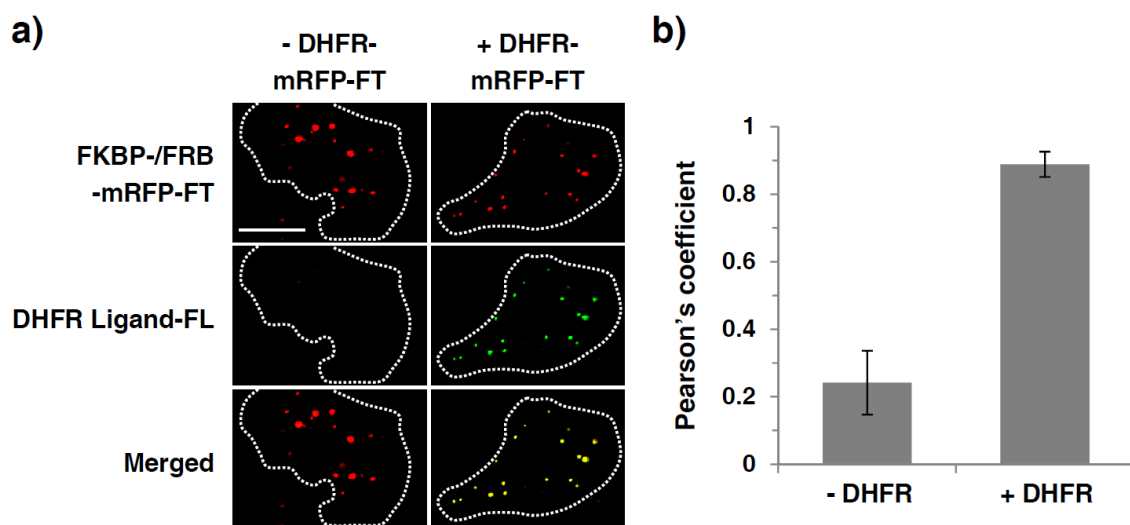 a)
- DHFR-
mRFP-FT
+ DHFR-
mRFP-FT
FKBP-/FRB
-mRFP-FT
DHFR Ligand-FL
Merged
b)
Pearson's coefficient
1
0.8
0.6
0.4
0.2
0
- DHFR
+ DHFR